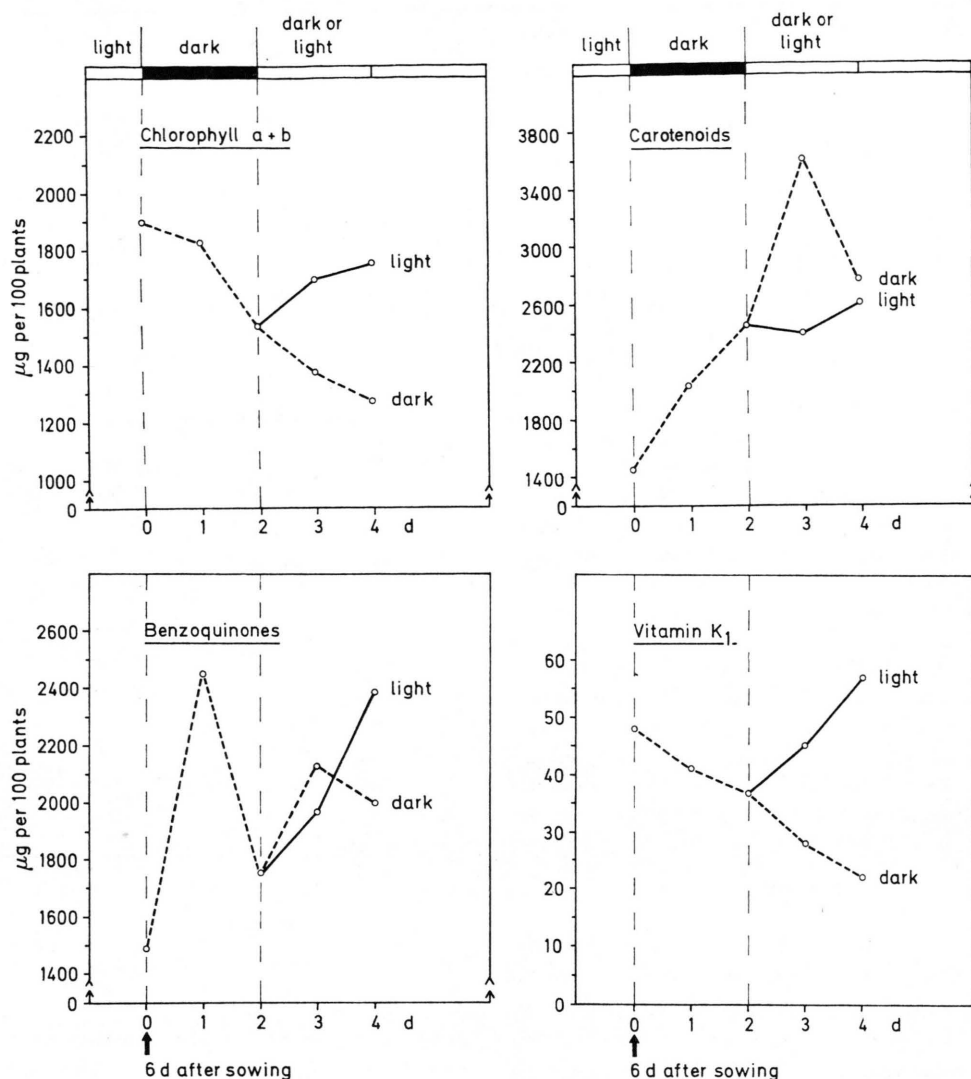 light dark dark or light
light dark dark or light
Chlorophyll a + b
μg per 100 plants
2200
2000
1800
1600
1400
1200
1000
0
light
dark
0 1 2 3 4 d
Carotenoids
3800
3400
3000
2600
2200
1800
1400
0
dark
light
0 1 2 3 4 d
Benzoquinones
μg per 100 plants
2600
2400
2200
2000
1800
1600
1400
0
light
dark
0 1 2 3 4 d
6 d after sowing
Vitamin K1
60
50
40
30
20
10
0
light
dark
0 1 2 3 4 d
6 d after sowing